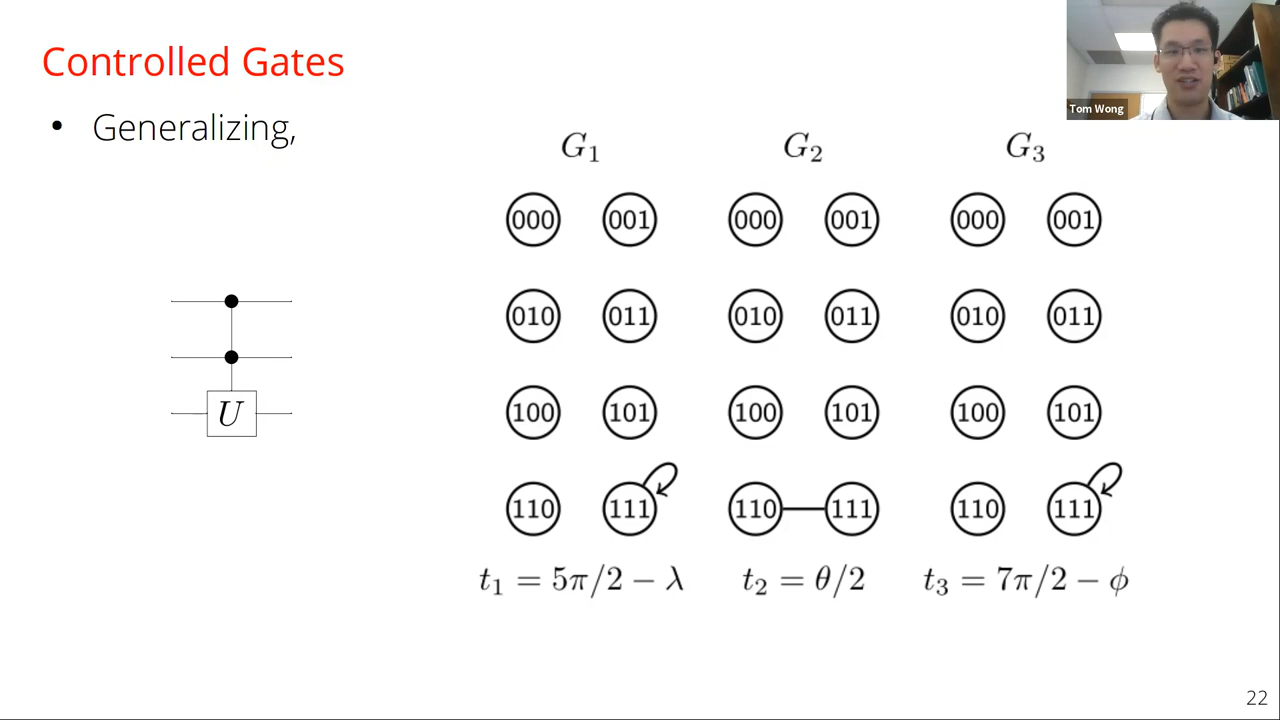 Controlled Gates
Tom Wong
• Generalizing,
G₁ G₂ G₃
000 001 000 001 000 001
010 011 010 011 010 011
100 101 100 101 100 101
U
110 111 110 111 110 111
t₁ = 5π/2 − λ t₂ = θ/2 t₃ = 7π/2 − ϕ
22